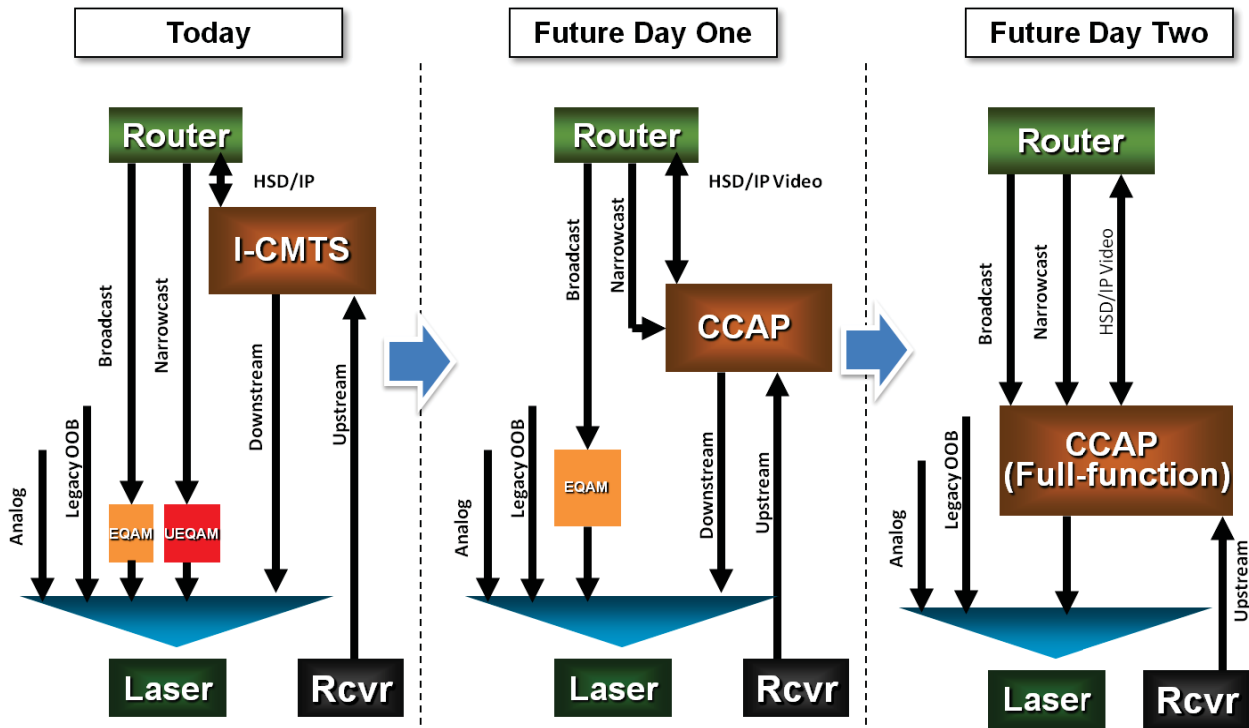 Today
Router
HSD/IP
I-CMTS
Broadcast
Narrowcast
Downstream
Upstream
Legacy OOB
Analog
EQAM
UEQAM
Laser
Rcvr
Future Day One
Router
HSD/IP Video
Broadcast
Narrowcast
CCAP
Downstream
Upstream
Legacy OOB
Analog
EQAM
Laser
Rcvr
Future Day Two
Router
Broadcast
Narrowcast
HSD/IP Video
CCAP
(Full-function)
Legacy OOB
Analog
Upstream
Laser
Rcvr